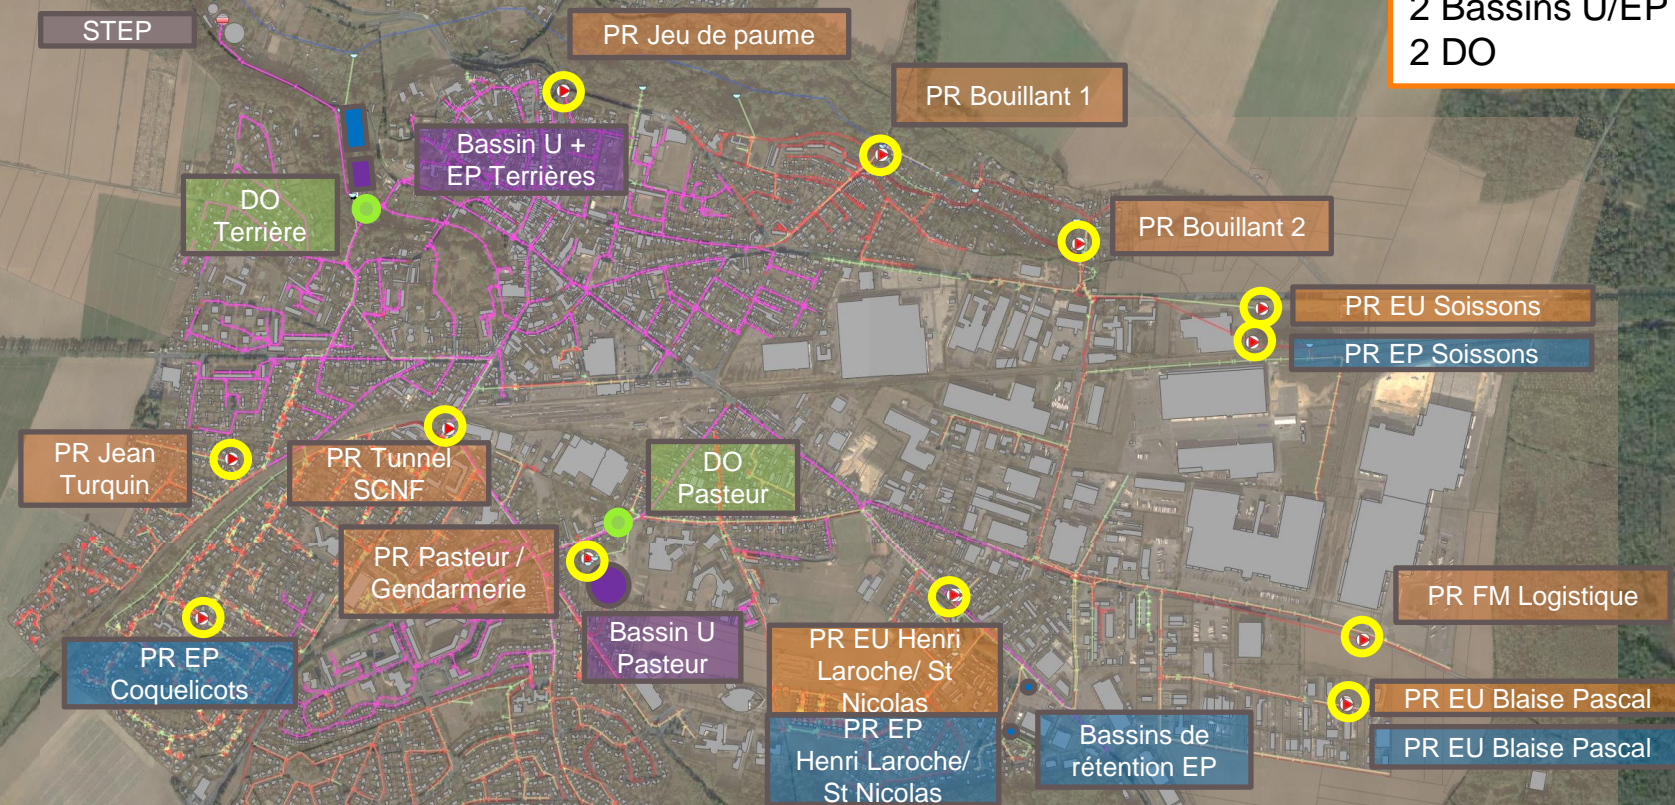 2 Bassins U/EP
2 DO
STEP
PR Jeu de paume
PR Bouillant 1
Bassin U +
EP Terrières
DO
Terrière
PR Bouillant 2
PR EU Soissons
PR EP Soissons
PR Jean
Turquin
PR Tunnel
SCNF
DO
Pasteur
PR Pasteur /
Gendarmerie
PR FM Logistique
Bassin U
Pasteur
PR EU Henri
Laroche/ St
Nicolas
PR EP
Coquelicots
PR EU Blaise Pascal
PR EP
Henri Laroche/
St Nicolas
Bassins de
rétention EP
PR EU Blaise Pascal